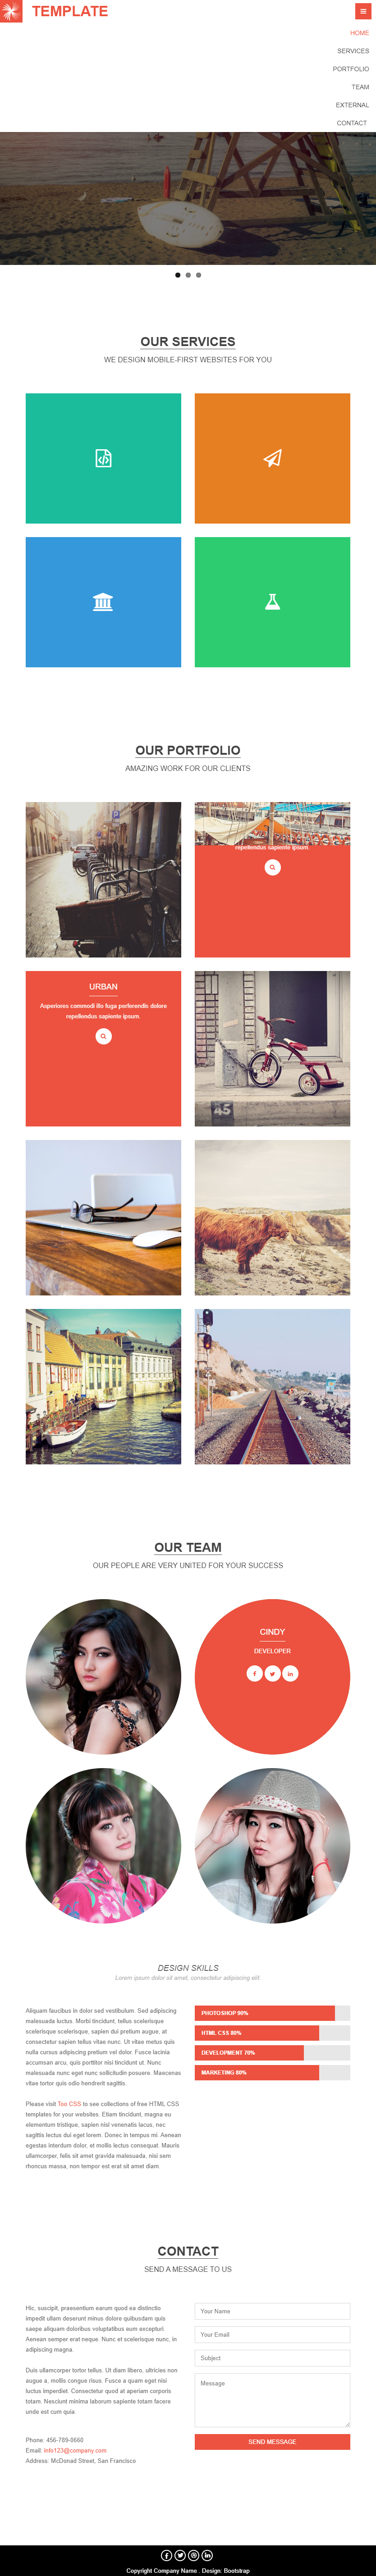 TEMPLATE
HOME
SERVICES
PORTFOLIO
TEAM
EXTERNAL
CONTACT
OUR SERVICES
WE DESIGN MOBILE-FIRST WEBSITES FOR YOU
OUR PORTFOLIO
AMAZING WORK FOR OUR CLIENTS
repellendus sapiente ipsum.
URBAN
Asperiores commodi illo fuga perferendis dolore
repellendus sapiente ipsum.
45
OUR TEAM
OUR PEOPLE ARE VERY UNITED FOR YOUR SUCCESS
CINDY
DEVELOPER
DESIGN SKILLS
Lorem ipsum dolor sit amet, consectetur adipisicing elit.
Aliquam faucibus in dolor sed vestibulum. Sed adipiscing
malesuada luctus. Morbi tincidunt, tellus scelerisque
scelerisque scelerisque, sapien dui pretium augue, at
consectetur sapien tellus vitae nunc. Ut vitae metus quis
nulla cursus adipiscing pretium vel dolor. Fusce lacinia
accumsan arcu, quis porttitor nisl tincidunt ut. Nunc
malesuada nunc eget nunc sollicitudin posuere. Maecenas
vitae tortor quis odio hendrerit sagittis.
Please visit Too CSS to see collections of free HTML CSS
templates for your websites. Etiam tincidunt, magna eu
elementum tristique, sapien nisl venenatis lacus, nec
sagittis lectus dui eget lorem. Donec in tempus mi. Aenean
egestas interdum dolor, et mollis lectus consequat. Mauris
ullamcorper, felis sit amet gravida malesuada, nisi sem
rhoncus massa, non tempor est erat sit amet diam.
PHOTOSHOP 90%
HTML CSS 80%
DEVELOPMENT 70%
MARKETING 80%
CONTACT
SEND A MESSAGE TO US
Hic, suscipit, praesentium earum quod ea distinctio
impedit ullam deserunt minus dolore quibusdam quis
saepe aliquam doloribus voluptatibus eum excepturi.
Aenean semper erat neque. Nunc et scelerisque nunc, in
adipiscing magna.
Duis ullamcorper tortor tellus. Ut diam libero, ultricies non
augue a, mollis congue risus. Fusce a quam eget nisi
luctus imperdiet. Consectetur quod at aperiam corporis
totam. Nesciunt minima laborum sapiente totam facere
unde est cum quia
Phone: 456-789-0660
Email: info123@company.com
Address: McDonad Street, San Francisco
Your Name
Your Email
Subject
Message
SEND MESSAGE
Copyright Company Name . Design: Bootstrap